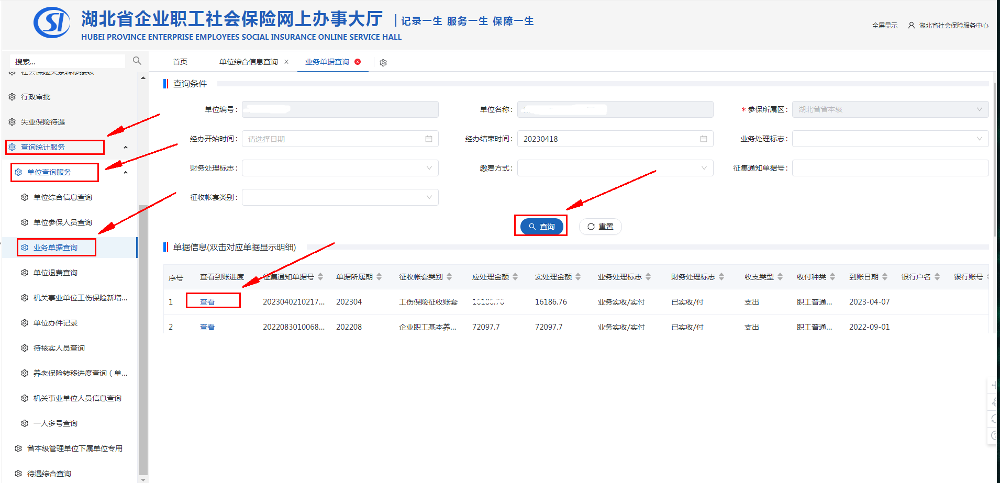 湖北省企业职工社会保险网上办事大厅 记录一生 服务一生 保障一生
HUBEI PROVINCE ENTERPRISE EMPLOYEES SOCIAL INSURANCE ONLINE SERVICE HALL
全屏显示 湖北省社会保险服务中心
搜索...
社会保险关系转移接续
行政审批
失业保险待遇
查询统计服务
单位查询服务
单位综合信息查询
单位参保人员查询
业务单据查询
单位退费查询
机关事业单位工伤保险新增...
单位办件记录
待核实人员查询
养老保险转移进度查询（单...
机关事业单位人员信息查询
一人多号查询
省本级管理单位下属单位专用
待遇综合查询
首页 单位综合信息查询 业务单据查询
查询条件
单位编号: 单位名称: * 参保所属区: 湖北省省本级
经办开始时间: 请选择日期 经办结束时间: 20230418 业务处理标志:
财务处理标志: 缴费方式: 征集通知单据号:
征收帐套类别:
查询 重置
单据信息(双击对应单据显示明细)
序号 查看到账进度 征集通知单据号 单据所属期 征收帐套类别 应处理金额 实处理金额 业务处理标志 财务处理标志 收支类型 收付种类 到账日期 银行户名 银行账号
1 查看 2023040210217... 202304 工伤保险征收账套 16186.76 16186.76 业务实收/实付 已实收/付 支出 职工普通... 2023-04-07
2 查看 2022083010068... 202208 企业职工基本养... 72097.7 72097.7 业务实收/实付 已实收/付 支出 职工普通... 2022-09-01